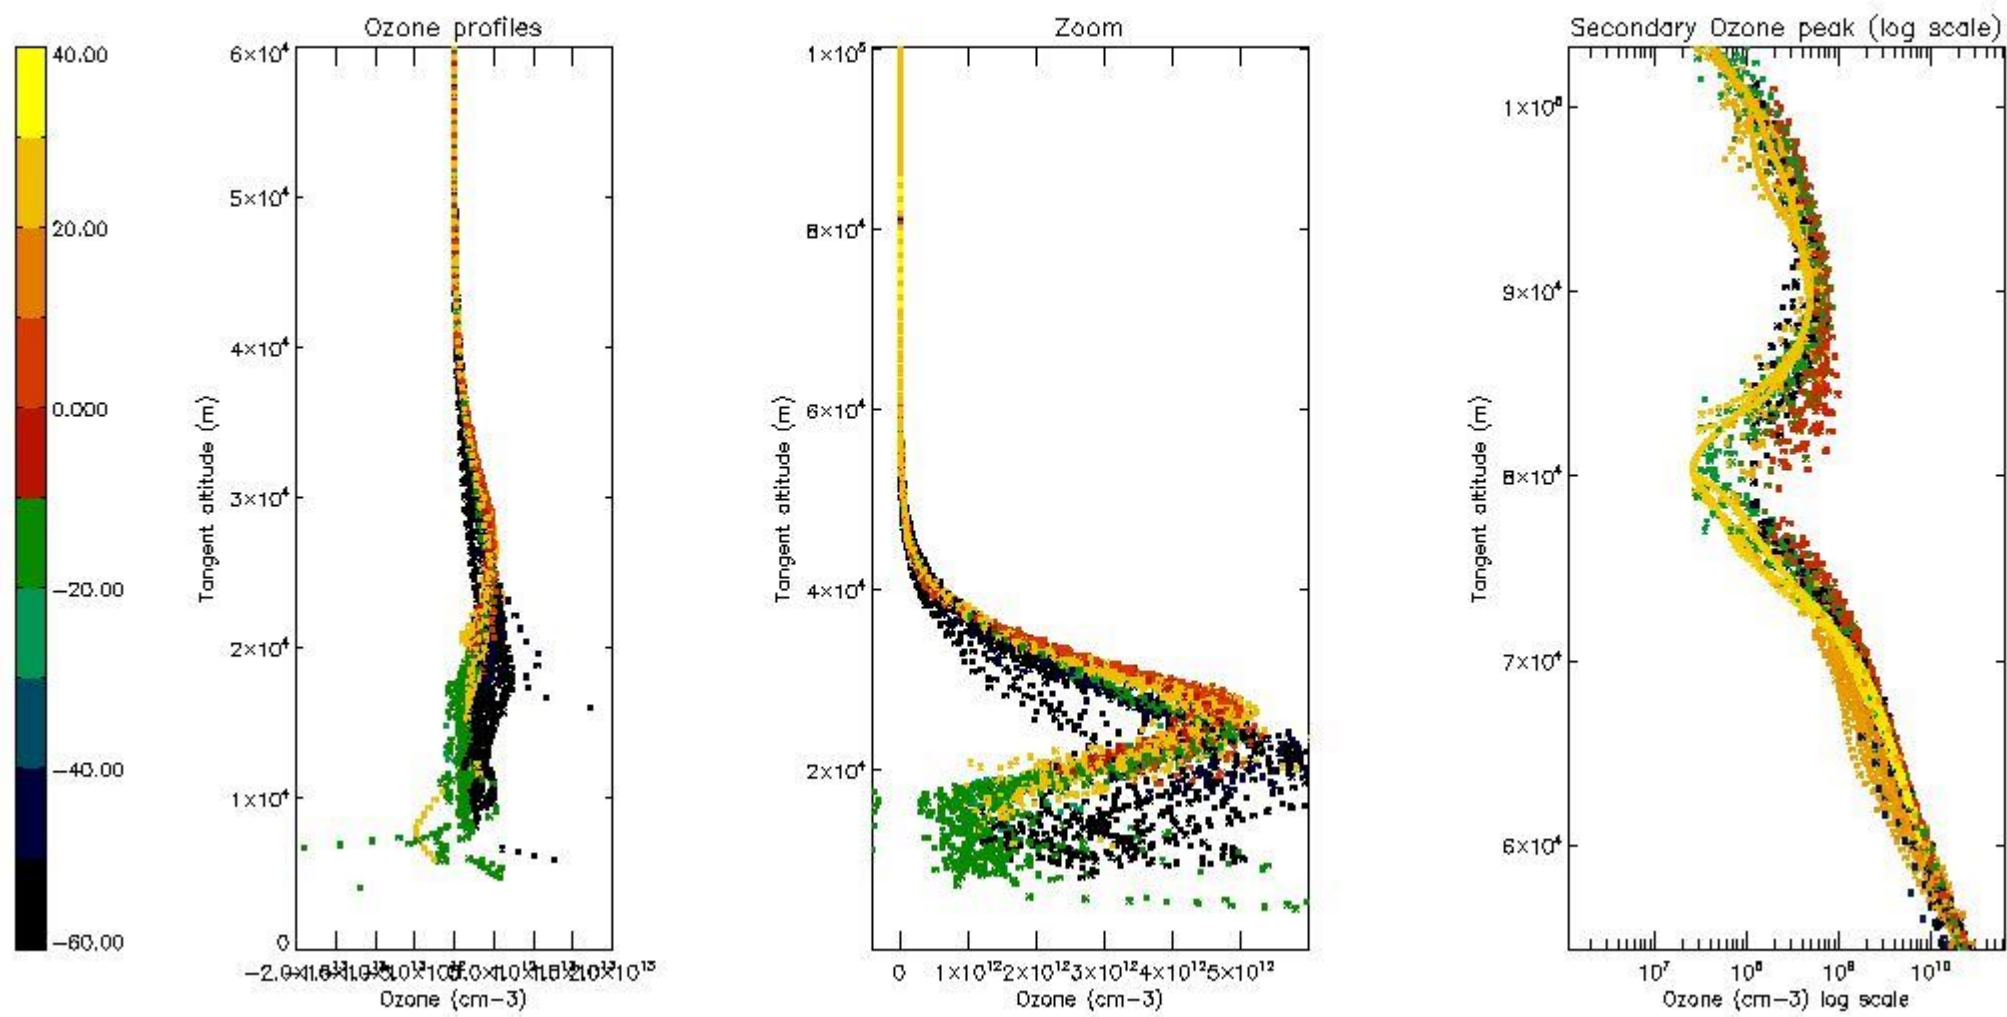 Ozone profiles
Zoom
Secondary Ozone peak (log scale)
40.00
20.00
0.000
−20.00
−40.00
−60.00
6×10⁴
5×10⁴
4×10⁴
3×10⁴
2×10⁴
1×10⁴
0
Tangent altitude (m)
Ozone (cm−3)
1×10⁵
8×10⁴
6×10⁴
4×10⁴
2×10⁴
Tangent altitude (m)
0 1×10¹² 2×10¹² 3×10¹² 4×10¹² 5×10¹²
Ozone (cm−3)
1×10⁵
9×10⁴
8×10⁴
7×10⁴
6×10⁴
Tangent altitude (m)
10⁷ 10⁸ 10⁹ 10¹⁰
Ozone (cm−3) log scale